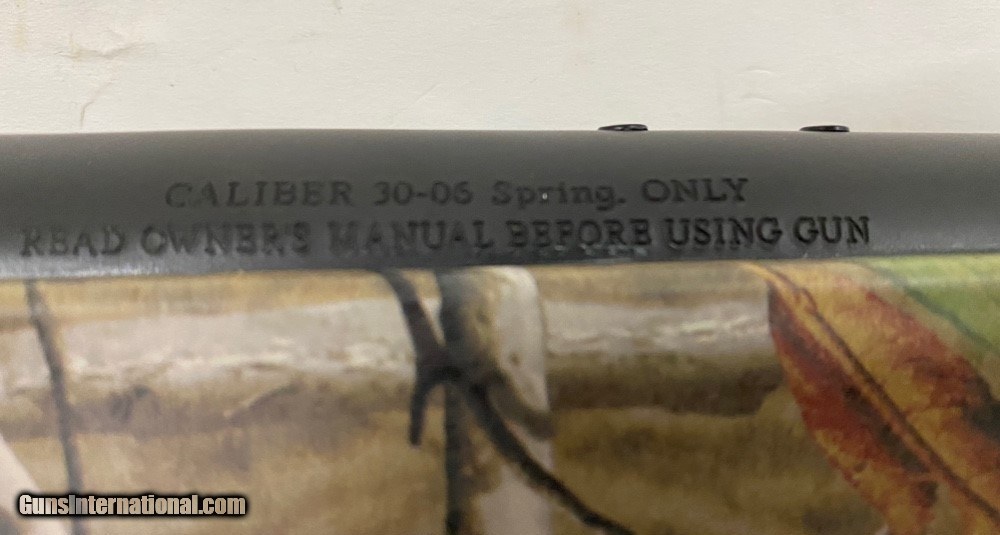 CALIBER 30-06 Spring. ONLY
READ OWNER'S MANUAL BEFORE USING GUN
GunsInternational.com